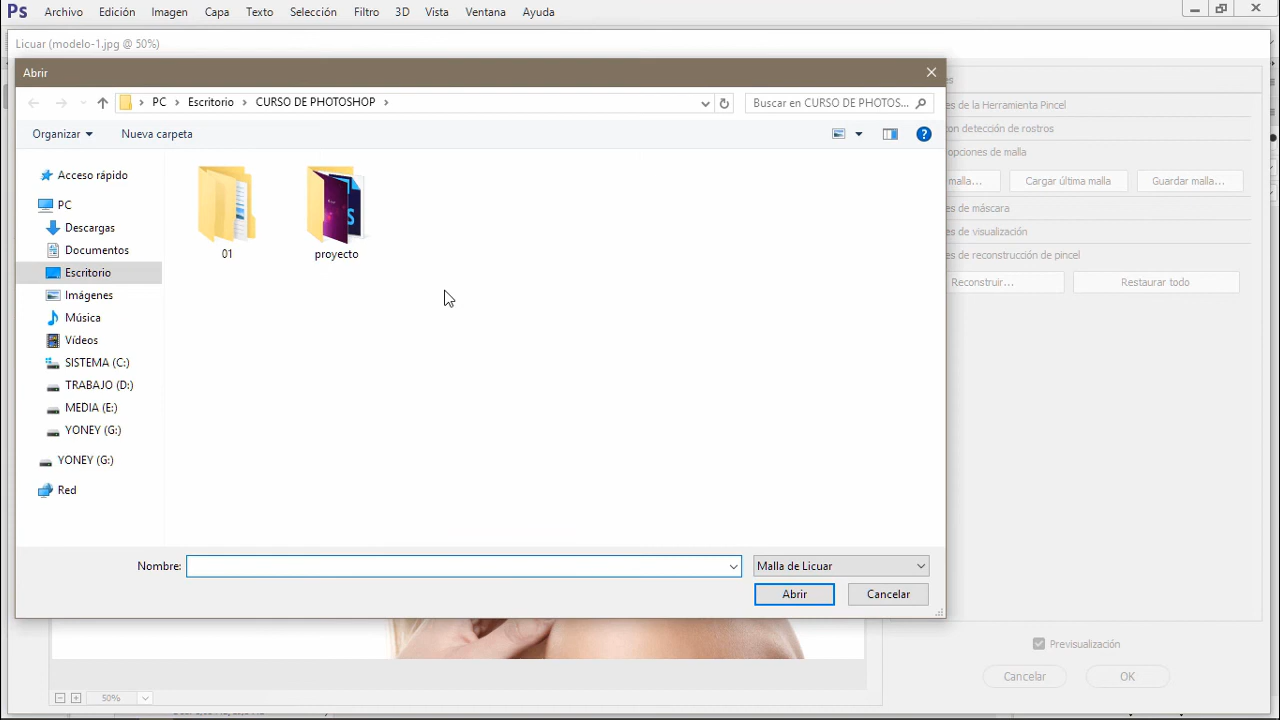 Ps Archivo Edición Imagen Capa Texto Selección Filtro 3D Vista Ventana Ayuda
Licuar (modelo-1.jpg @ 50%)
Abrir
PC Escritorio CURSO DE PHOTOSHOP
Buscar en CURSO DE PHOTOS...
Organizar Nueva carpeta
Acceso rápido
PC
Descargas
Documentos
Escritorio
Imágenes
Música
Vídeos
SISTEMA (C:)
TRABAJO (D:)
MEDIA (E:)
YONEY (G:)
YONEY (G:)
Red
01
proyecto
Nombre:
Malla de Licuar
Abrir Cancelar
es
es de la Herramienta Pincel
con detección de rostros
opciones de malla
malla... Cargar última malla Guardar malla...
es de máscara
es de visualización
es de reconstrucción de pincel
Reconstruir... Restaurar todo
Previsualización
Cancelar OK
50%